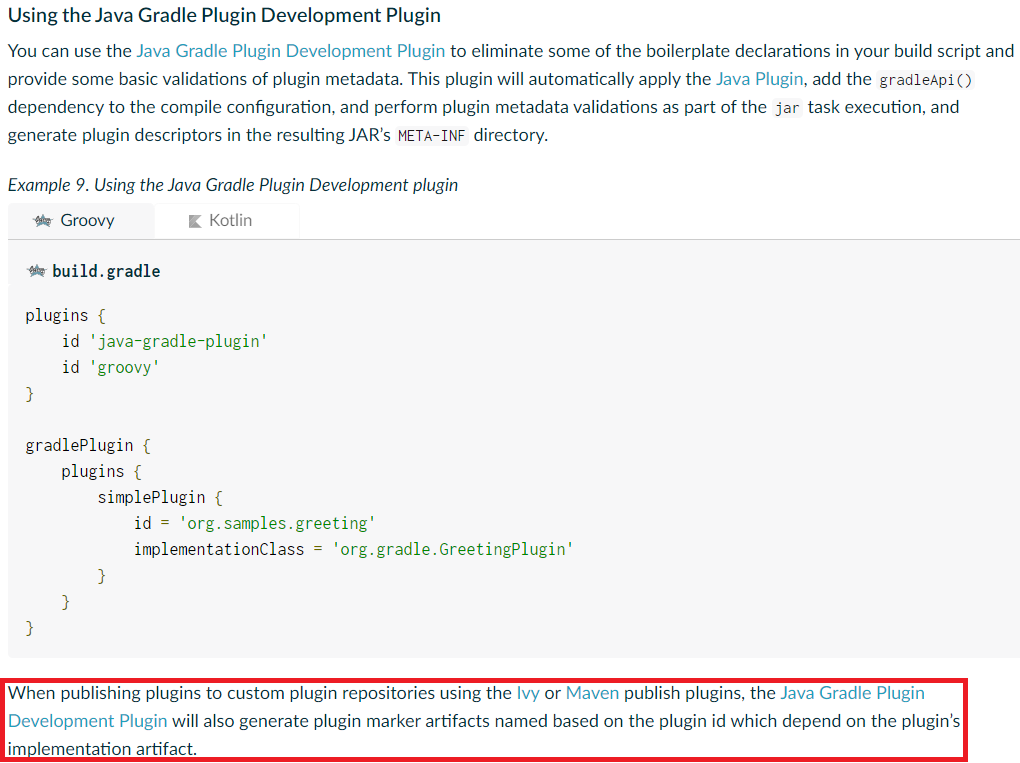 Using the Java Gradle Plugin Development Plugin
You can use the Java Gradle Plugin Development Plugin to eliminate some of the boilerplate declarations in your build script and
provide some basic validations of plugin metadata. This plugin will automatically apply the Java Plugin, add the gradleApi()
dependency to the compile configuration, and perform plugin metadata validations as part of the jar task execution, and
generate plugin descriptors in the resulting JAR’s META-INF directory.
Example 9. Using the Java Gradle Plugin Development plugin
Groovy Kotlin
build.gradle
plugins {
    id 'java-gradle-plugin'
    id 'groovy'
}
gradlePlugin {
    plugins {
        simplePlugin {
            id = 'org.samples.greeting'
            implementationClass = 'org.gradle.GreetingPlugin'
        }
    }
}
When publishing plugins to custom plugin repositories using the Ivy or Maven publish plugins, the Java Gradle Plugin
Development Plugin will also generate plugin marker artifacts named based on the plugin id which depend on the plugin’s
implementation artifact.